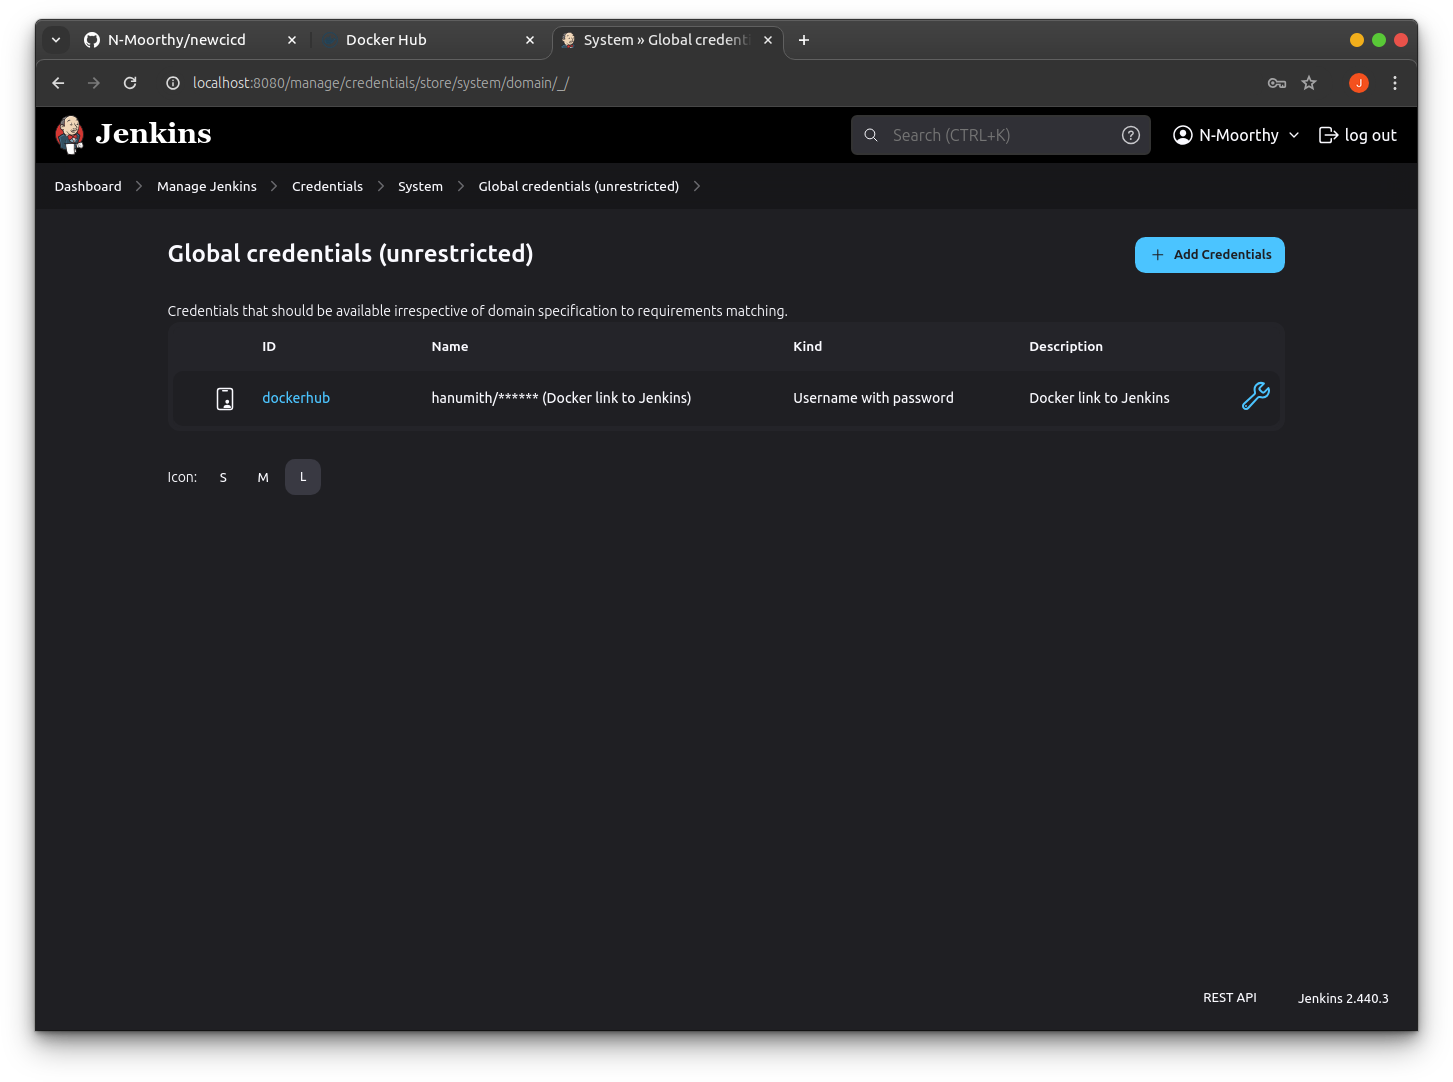 N-Moorthy/newcicd
Docker Hub
System » Global credenti
localhost:8080/manage/credentials/store/system/domain/_/
J
Jenkins
Search (CTRL+K)
?
N-Moorthy
log out
Dashboard
Manage Jenkins
Credentials
System
Global credentials (unrestricted)
Global credentials (unrestricted)
Add Credentials
Credentials that should be available irrespective of domain specification to requirements matching.
ID Name Kind Description
dockerhub hanumith/****** (Docker link to Jenkins) Username with password Docker link to Jenkins
Icon: S M L
REST API Jenkins 2.440.3